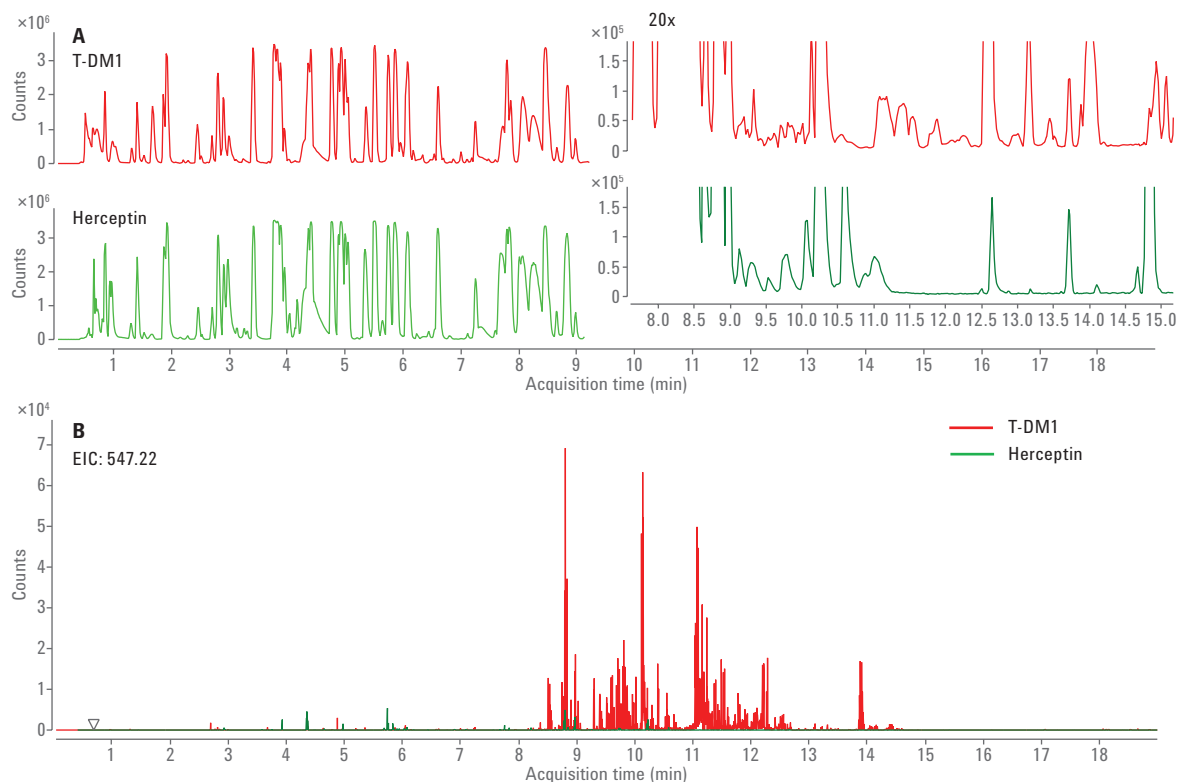 A
T-DM1
×10⁶
3
2
1
0
Counts
20x
×10⁵
1.5
1
0.5
0
Herceptin
×10⁶
3
2
1
0
Counts
×10⁵
1.5
1
0.5
0
8.0 8.5 9.0 9.5 10.0 10.5 11.0 11.5 12.0 12.5 13.0 13.5 14.0 14.5 15.0
1 2 3 4 5 6 7 8 9 10 11 11 12 13 14 15 16 17 18
Acquisition time (min)
B
EIC: 547.22
×10⁴
7
6
5
4
3
2
1
0
Counts
T-DM1
Herceptin
1 2 3 4 5 6 7 8 9 10 11 12 13 14 15 16 17 18
Acquisition time (min)